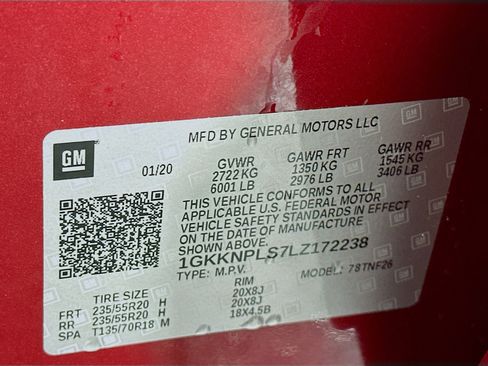 GM
MFD BY GENERAL MOTORS LLC
01/20 GVWR GAWR FRT GAWR RR
2722 KG 1350 KG 1545 KG
6001 LB 2976 LB 3406 LB
THIS VEHICLE CONFORMS TO ALL
APPLICABLE U.S. FEDERAL MOTOR
VEHICLE SAFETY STANDARDS IN EFFECT
ON THE DATE OF MANUFACTURE
SHOWN ABOVE.
1GKKNPLS7LZ172238
TYPE: M.P.V. MODEL: 78TNF26
TIRE SIZE RIM
FRT 235/55R20 H 20X8J
RR 235/55R20 H 20X8J
SPA T135/70R18 M 18X4.5B